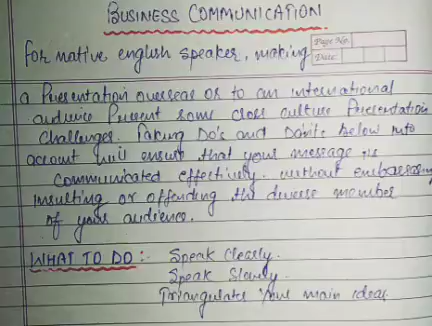 BUSINESS COMMUNICATION
for native english speaker, making
Page No.
Date:
a Presentation overseas or to an international
audience Present some cross culture Presentation
Challenges. Taking Do's and Don'ts below into
account will ensure that your message is
communicated effectively. without embarrassing
insulting or offending the diverse member
of your audience.
WHAT TO DO :- Speak Clearly.
Speak Slowly.
Triangulate your main ideas.